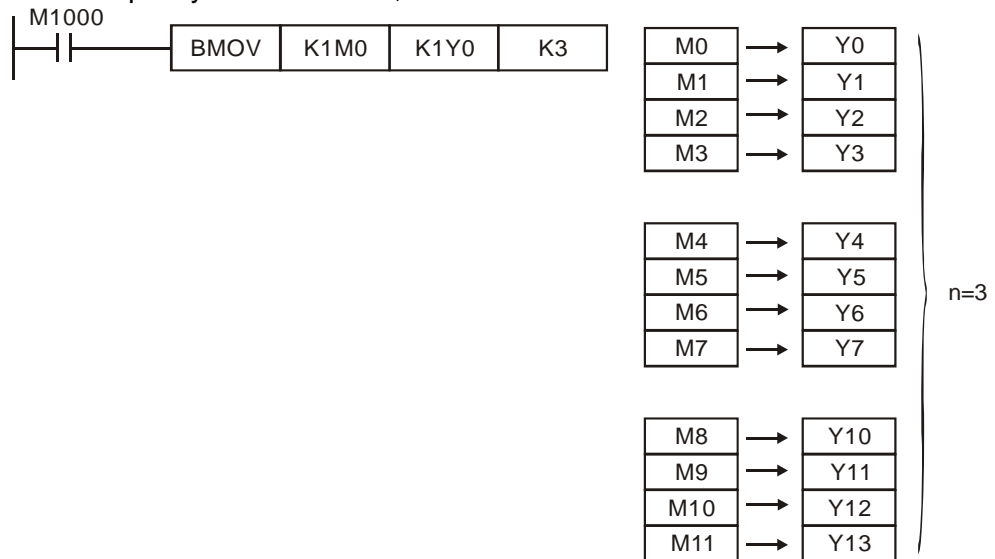 M1000
BMOV K1M0 K1Y0 K3
M0 Y0
M1 Y1
M2 Y2
M3 Y3
M4 Y4
M5 Y5
M6 Y6
M7 Y7
n=3
M8 Y10
M9 Y11
M10 Y12
M11 Y13